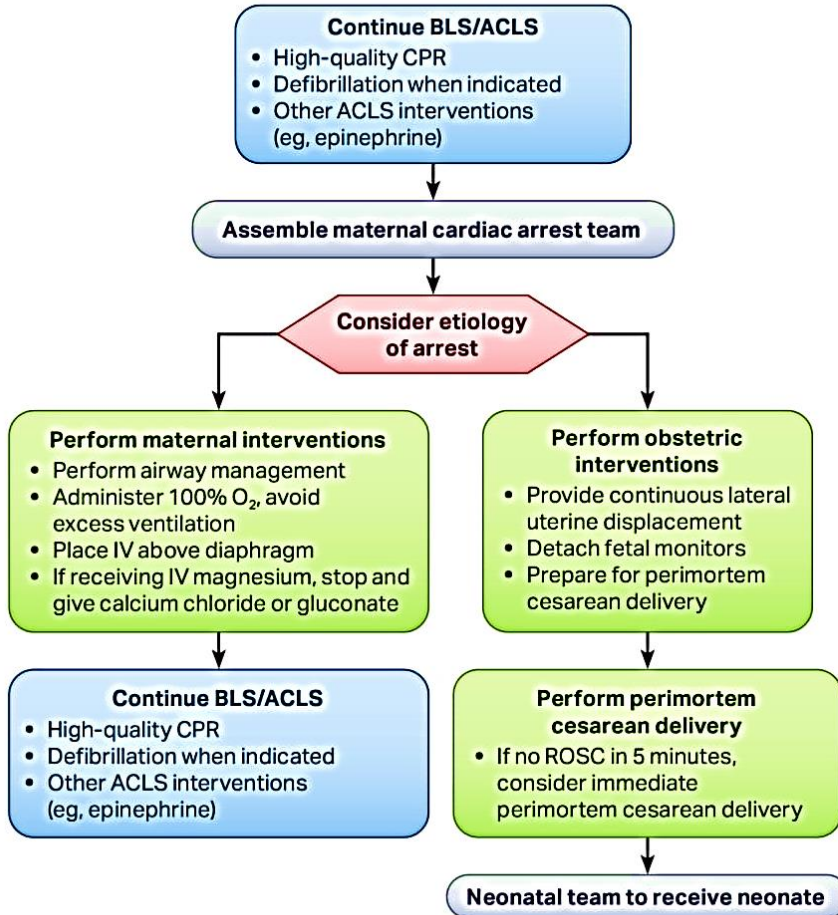 Continue BLS/ACLS
• High-quality CPR
• Defibrillation when indicated
• Other ACLS interventions
(eg, epinephrine)
Assemble maternal cardiac arrest team
Consider etiology
of arrest
Perform maternal interventions
• Perform airway management
• Administer 100% O₂, avoid
excess ventilation
• Place IV above diaphragm
• If receiving IV magnesium, stop and
give calcium chloride or gluconate
Continue BLS/ACLS
• High-quality CPR
• Defibrillation when indicated
• Other ACLS interventions
(eg, epinephrine)
Perform obstetric
interventions
• Provide continuous lateral
uterine displacement
• Detach fetal monitors
• Prepare for perimortem
cesarean delivery
Perform perimortem
cesarean delivery
• If no ROSC in 5 minutes,
consider immediate
perimortem cesarean delivery
Neonatal team to receive neonate